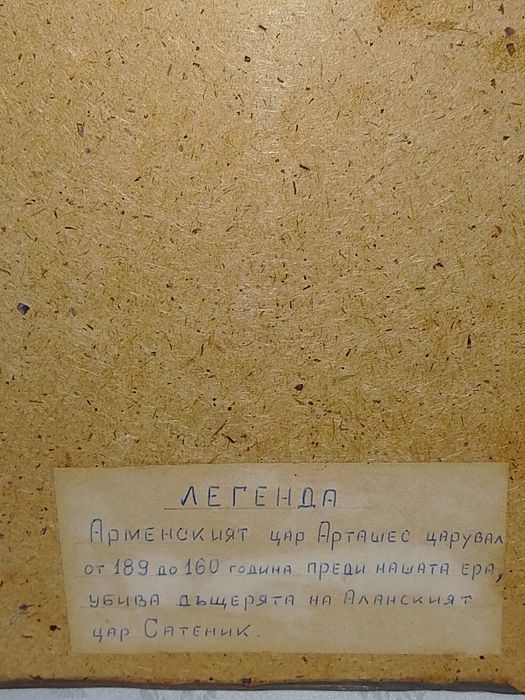 ЛЕГЕНДА
Арменският цар Арташес царувал
от 189 до 160 година преди нашата ера,
убива дъщерята на Аланският
цар Сатеник.